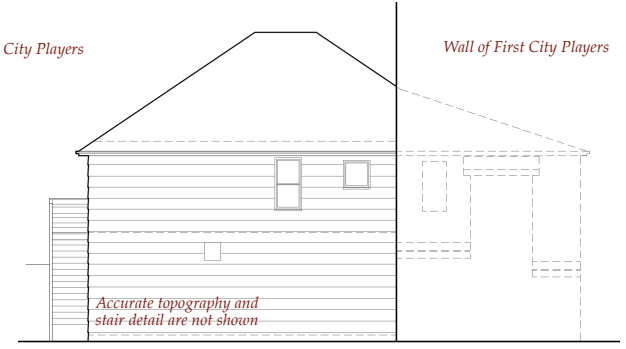 City Players
Wall of First City Players
Accurate topography and
stair detail are not shown